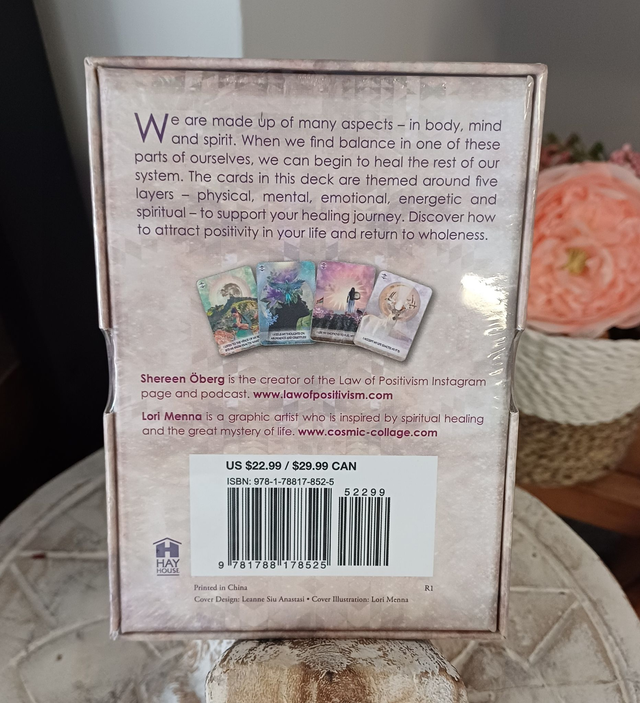 We are made up of many aspects – in body, mind
and spirit. When we find balance in one of these
parts of ourselves, we can begin to heal the rest of our
system. The cards in this deck are themed around five
layers – physical, mental, emotional, energetic and
spiritual – to support your healing journey. Discover how
to attract positivity in your life and return to wholeness.
Shereen Öberg is the creator of the Law of Positivism Instagram
page and podcast. www.lawofpositivism.com
Lori Menna is a graphic artist who is inspired by spiritual healing
and the great mystery of life. www.cosmic-collage.com
US $22.99 / $29.99 CAN
ISBN: 978-1-78817-852-5
52299
9 781788 178525
HAY
HOUSE
Printed in China R1
Cover Design: Leanne Siu Anastasi • Cover Illustration: Lori Menna